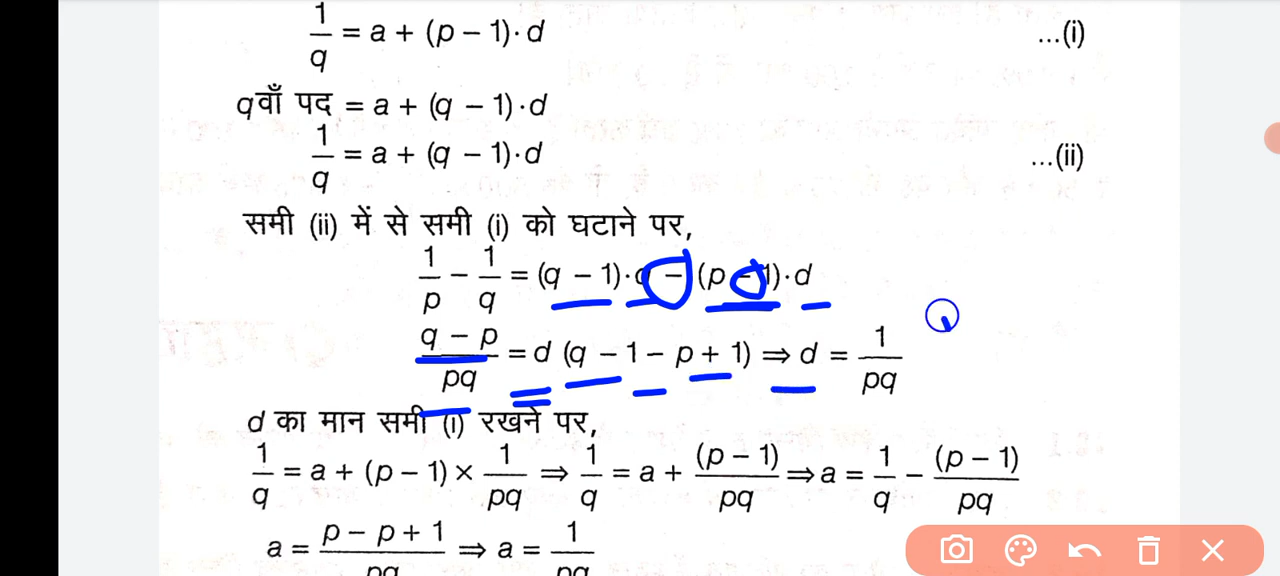 1/q = a + (p − 1)·d ...(i)
qवाँ पद = a + (q − 1)·d
1/q = a + (q − 1)·d ...(ii)
समी (ii) में से समी (i) को घटाने पर,
1/p − 1/q = (q − 1)·d − (p − 1)·d
(q − p)/pq = d (q − 1 − p + 1) ⇒ d = 1/pq
d का मान समी (i) रखने पर,
1/q = a + (p − 1) × 1/pq ⇒ 1/q = a + (p − 1)/pq ⇒ a = 1/q − (p − 1)/pq
a = (p − p + 1)/pq ⇒ a = 1/pq